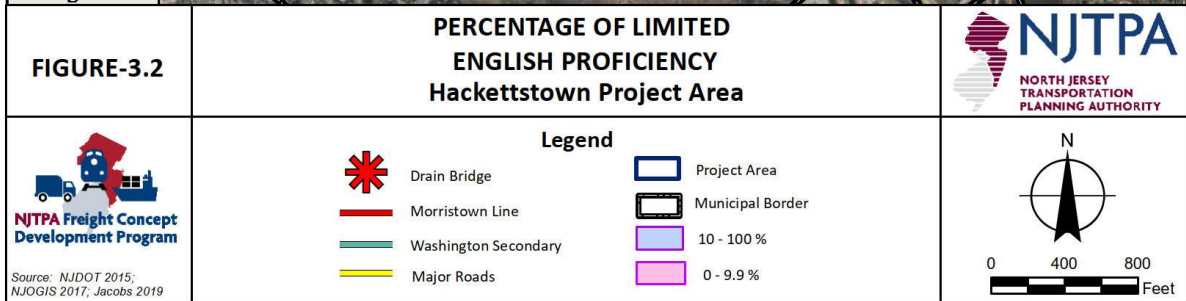 FIGURE-3.2
PERCENTAGE OF LIMITED
ENGLISH PROFICIENCY
Hackettstown Project Area
NJTPA
NORTH JERSEY
TRANSPORTATION
PLANNING AUTHORITY
NJTPA Freight Concept
Development Program
Source: NJDOT 2015;
NJOGIS 2017; Jacobs 2019
Legend
Drain Bridge
Morristown Line
Washington Secondary
Major Roads
Project Area
Municipal Border
10 - 100 %
0 - 9.9 %
N
0 400 800
Feet